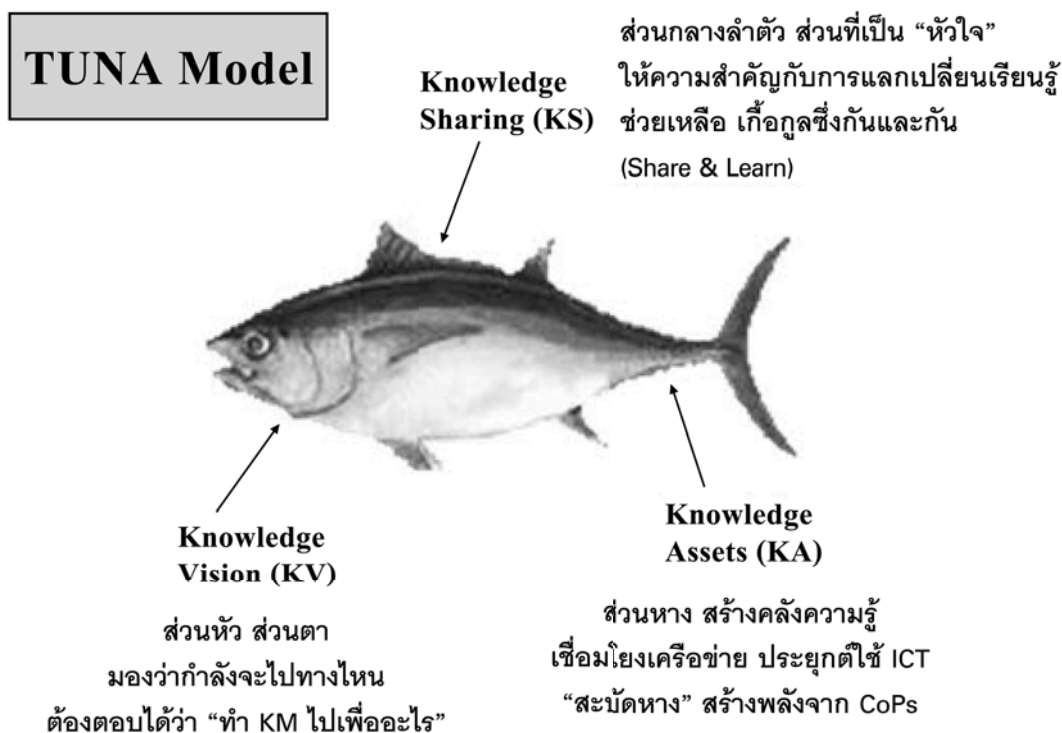 TUNA Model
Knowledge
Sharing (KS)
ส่วนกลางลำตัว ส่วนที่เป็น “หัวใจ”
ให้ความสำคัญกับการแลกเปลี่ยนเรียนรู้
ช่วยเหลือ เกื้อกูลซึ่งกันและกัน
(Share & Learn)
Knowledge
Vision (KV)
ส่วนหัว ส่วนตา
มองว่ากำลังจะไปทางไหน
ต้องตอบได้ว่า “ทำ KM ไปเพื่ออะไร”
Knowledge
Assets (KA)
ส่วนหาง สร้างคลังความรู้
เชื่อมโยงเครือข่าย ประยุกต์ใช้ ICT
“สะบัดหาง” สร้างพลังจาก CoPs